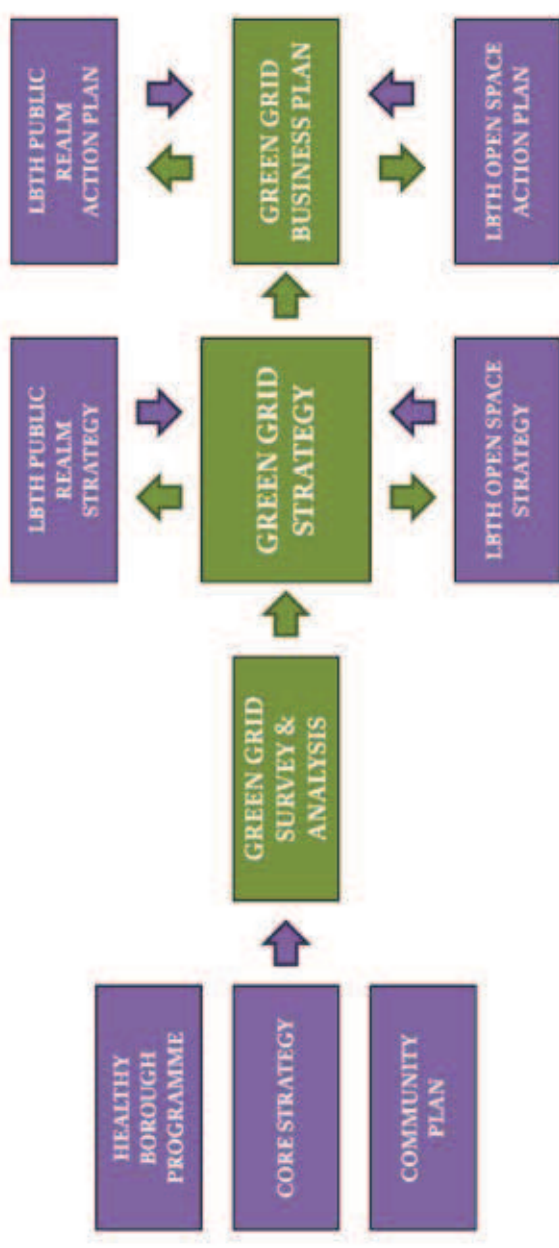 HEALTHY
BOROUGH
PROGRAMME
CORE STRATEGY
COMMUNITY
PLAN
GREEN GRID
SURVEY &
ANALYSIS
LBTH PUBLIC
REALM
STRATEGY
GREEN GRID
STRATEGY
LBTH OPEN SPACE
STRATEGY
LBTH PUBLIC
REALM
ACTION PLAN
GREEN GRID
BUSINESS PLAN
LBTH OPEN SPACE
ACTION PLAN